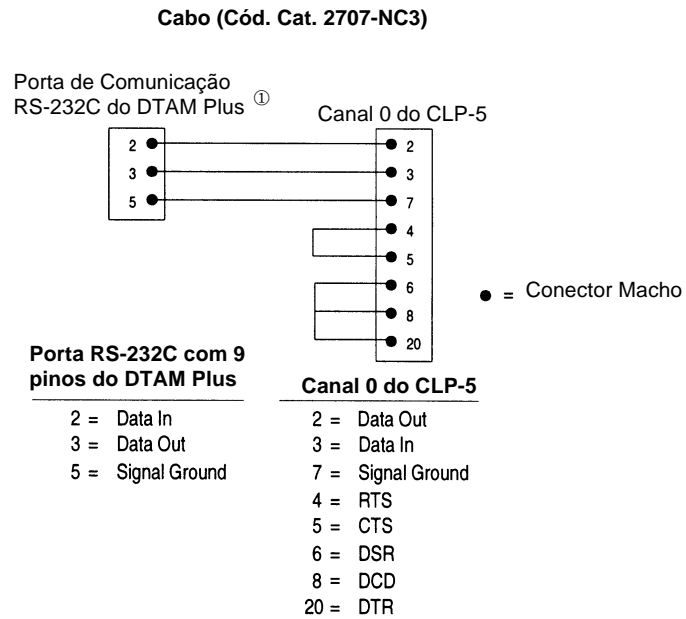 Cabo (Cód. Cat. 2707-NC3)
Porta de Comunicação
RS-232C do DTAM Plus ①
Canal 0 do CLP-5
2
3
5
2
3
7
4
5
6
8
20
= Conector Macho
Porta RS-232C com 9
pinos do DTAM Plus
2 = Data In
3 = Data Out
5 = Signal Ground
Canal 0 do CLP-5
2 = Data Out
3 = Data In
7 = Signal Ground
4 = RTS
5 = CTS
6 = DSR
8 = DCD
20 = DTR